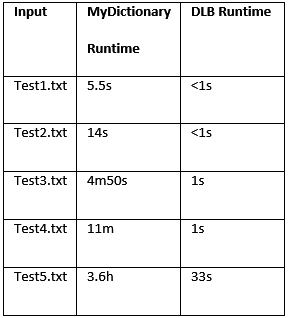 Input MyDictionary DLB Runtime
Runtime
Test1.txt 5.5s <1s
Test2.txt 14s <1s
Test3.txt 4m50s 1s
Test4.txt 11m 1s
Test5.txt 3.6h 33s